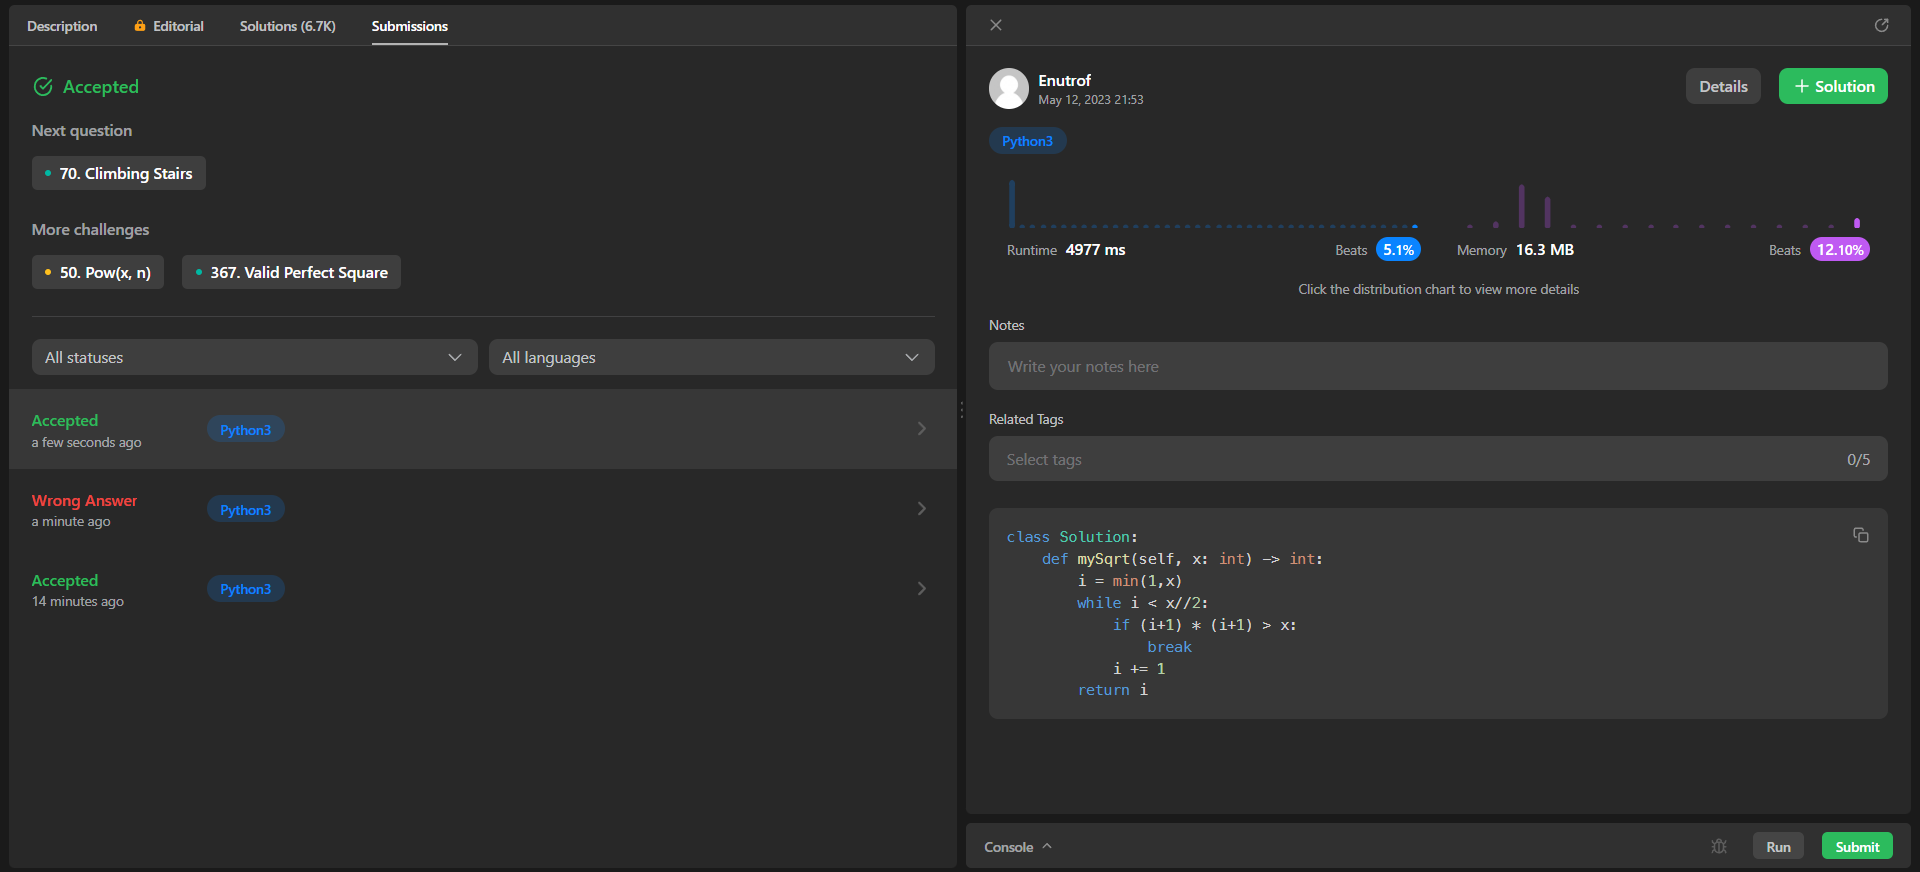 Description
Editorial
Solutions (6.7K)
Submissions
Accepted
Next question
70. Climbing Stairs
More challenges
50. Pow(x, n)
367. Valid Perfect Square
All statuses
All languages
Accepted
a few seconds ago
Python3
Wrong Answer
a minute ago
Python3
Accepted
14 minutes ago
Python3
Enutrof
May 12, 2023 21:53
Details
+ Solution
Python3
Runtime 4977 ms
Beats 5.1%
Memory 16.3 MB
Beats 12.10%
Click the distribution chart to view more details
Notes
Write your notes here
Related Tags
Select tags
0/5
class Solution:
    def mySqrt(self, x: int) -> int:
        i = min(1,x)
        while i < x//2:
            if (i+1) * (i+1) > x:
                break
            i += 1
        return i
Console
Run
Submit